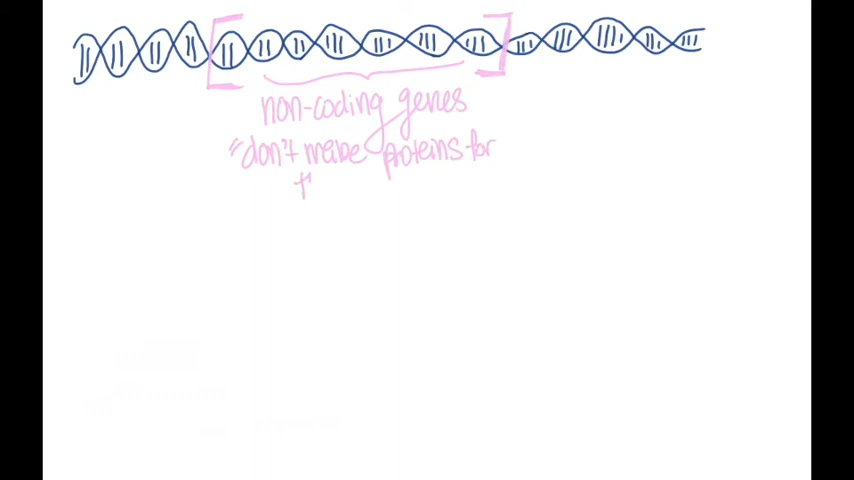 non-coding genes
"don't make proteins for
t